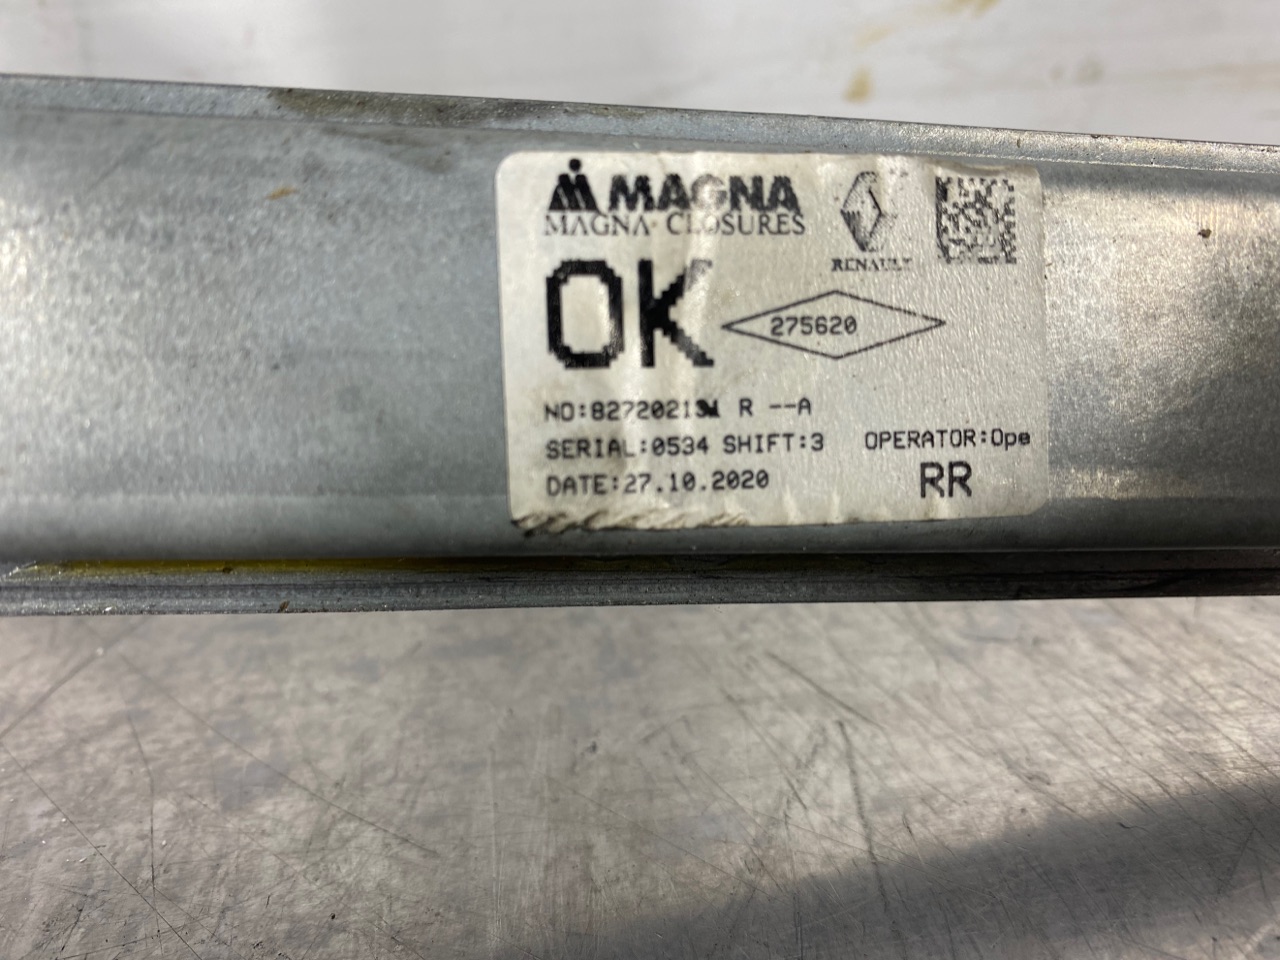 MAGNA
MAGNA CLOSURES
RENAULT
OK
275620
R --A
SERIAL:0534 SHIFT:3 OPERATOR:Ope
DATE:27.10.2020
RR